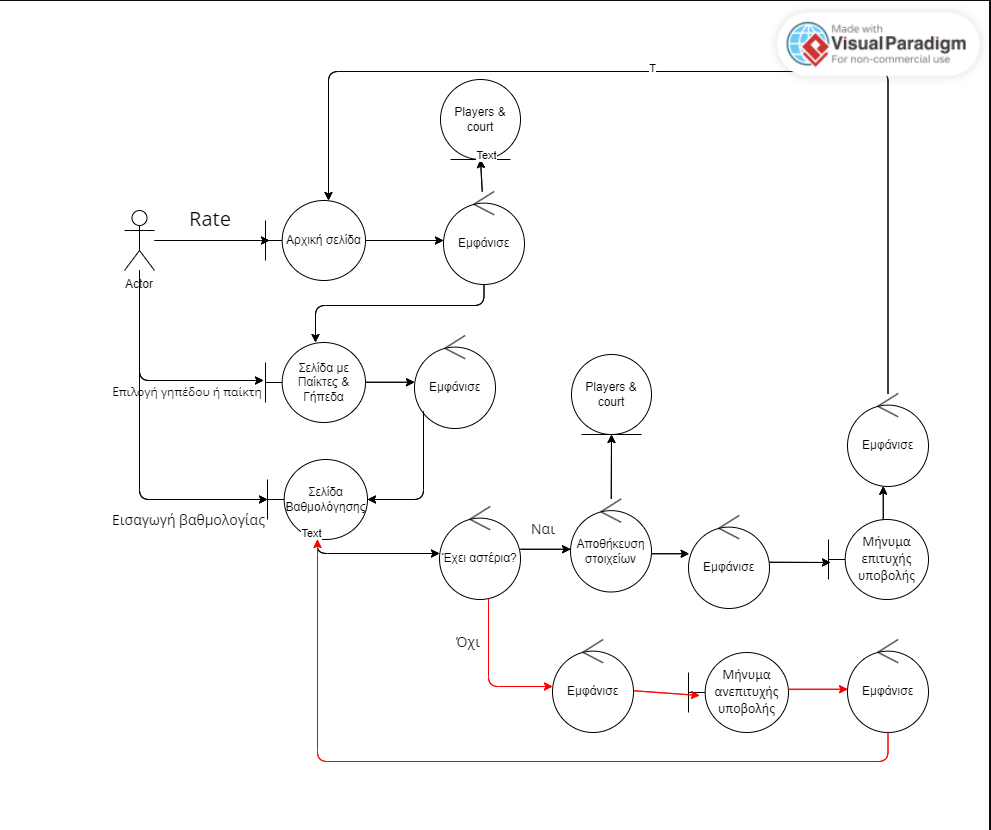 Made with
VisualParadigm
For non-commercial use
T
Players &
court
Text
Rate
Αρχική σελίδα
Εμφάνισε
Actor
Σελίδα με
Παίκτες &
Γήπεδα
Εμφάνισε
Επιλογή γηπέδου ή παίκτη
Players &
court
Εμφάνισε
Σελίδα
Βαθμολόγησης
Εισαγωγή βαθμολογίας
Text
Ναι
Έχει αστέρια?
Αποθήκευση
στοιχείων
Εμφάνισε
Μήνυμα
επιτυχής
υποβολής
Όχι
Εμφάνισε
Μήνυμα
ανεπιτυχής
υποβολής
Εμφάνισε